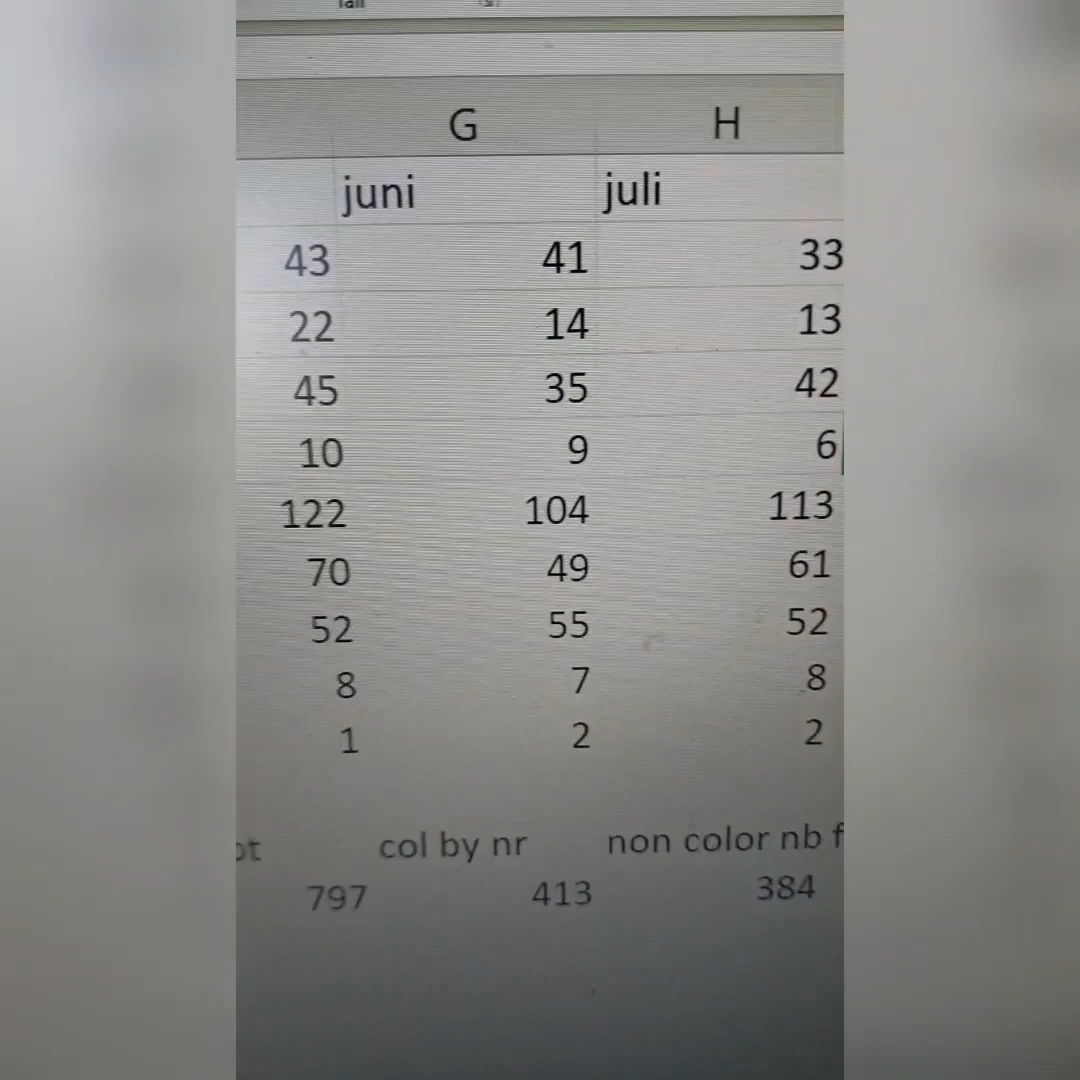 G H
juni juli
43 41 33
22 14 13
45 35 42
10 9 6
122 104 113
70 49 61
52 55 52
8 7 8
1 2 2
col by nr non color nb f
797 413 384